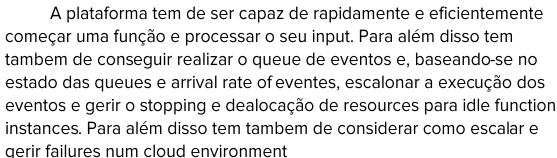 A plataforma tem de ser capaz de rapidamente e eficientemente
começar uma função e processar o seu input. Para além disso tem
tambem de conseguir realizar o queue de eventos e, baseando-se no
estado das queues e arrival rate of eventes, escalonar a execução dos
eventos e gerir o stopping e dealocação de resources para idle function
instances. Para além disso tem tambem de considerar como escalar e
gerir failures num cloud environment